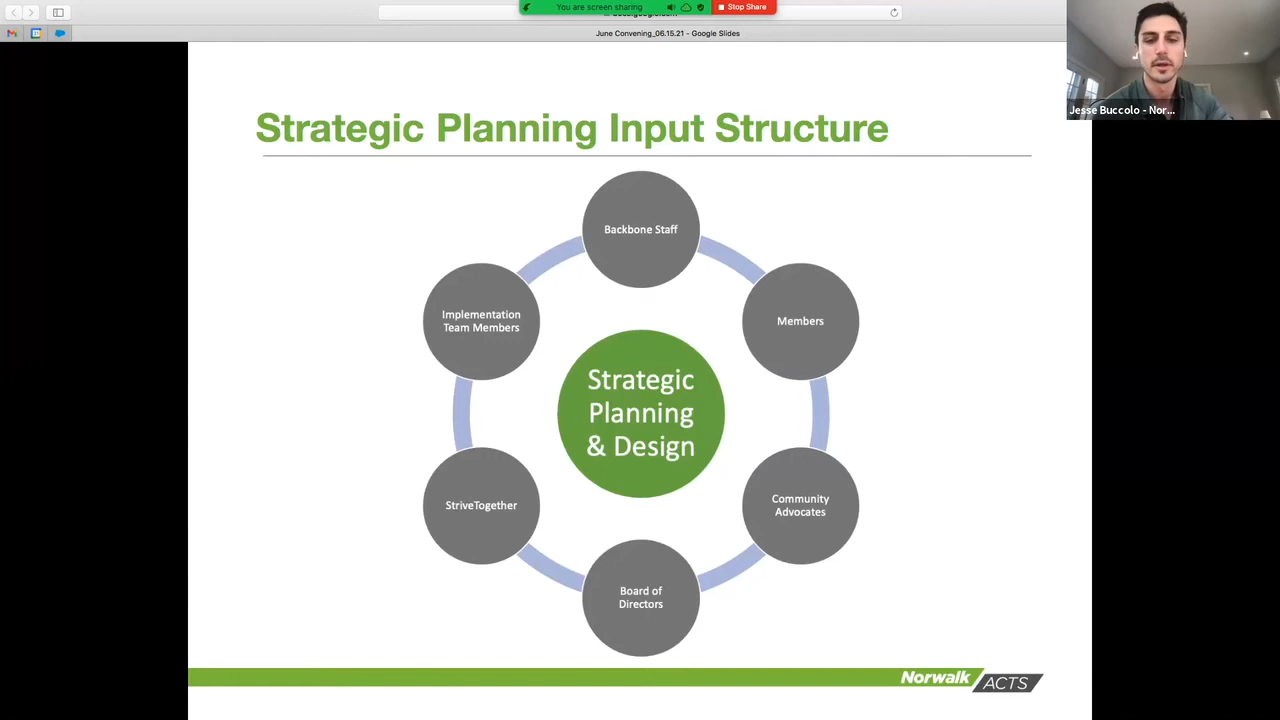 You are screen sharing
Stop Share
June Convening_06.15.21 - Google Slides
Jesse Buccolo - Nor...
Strategic Planning Input Structure
Backbone Staff
Implementation
Team Members
Members
Strategic
Planning
& Design
StriveTogether
Community
Advocates
Board of
Directors
Norwalk
ACTS